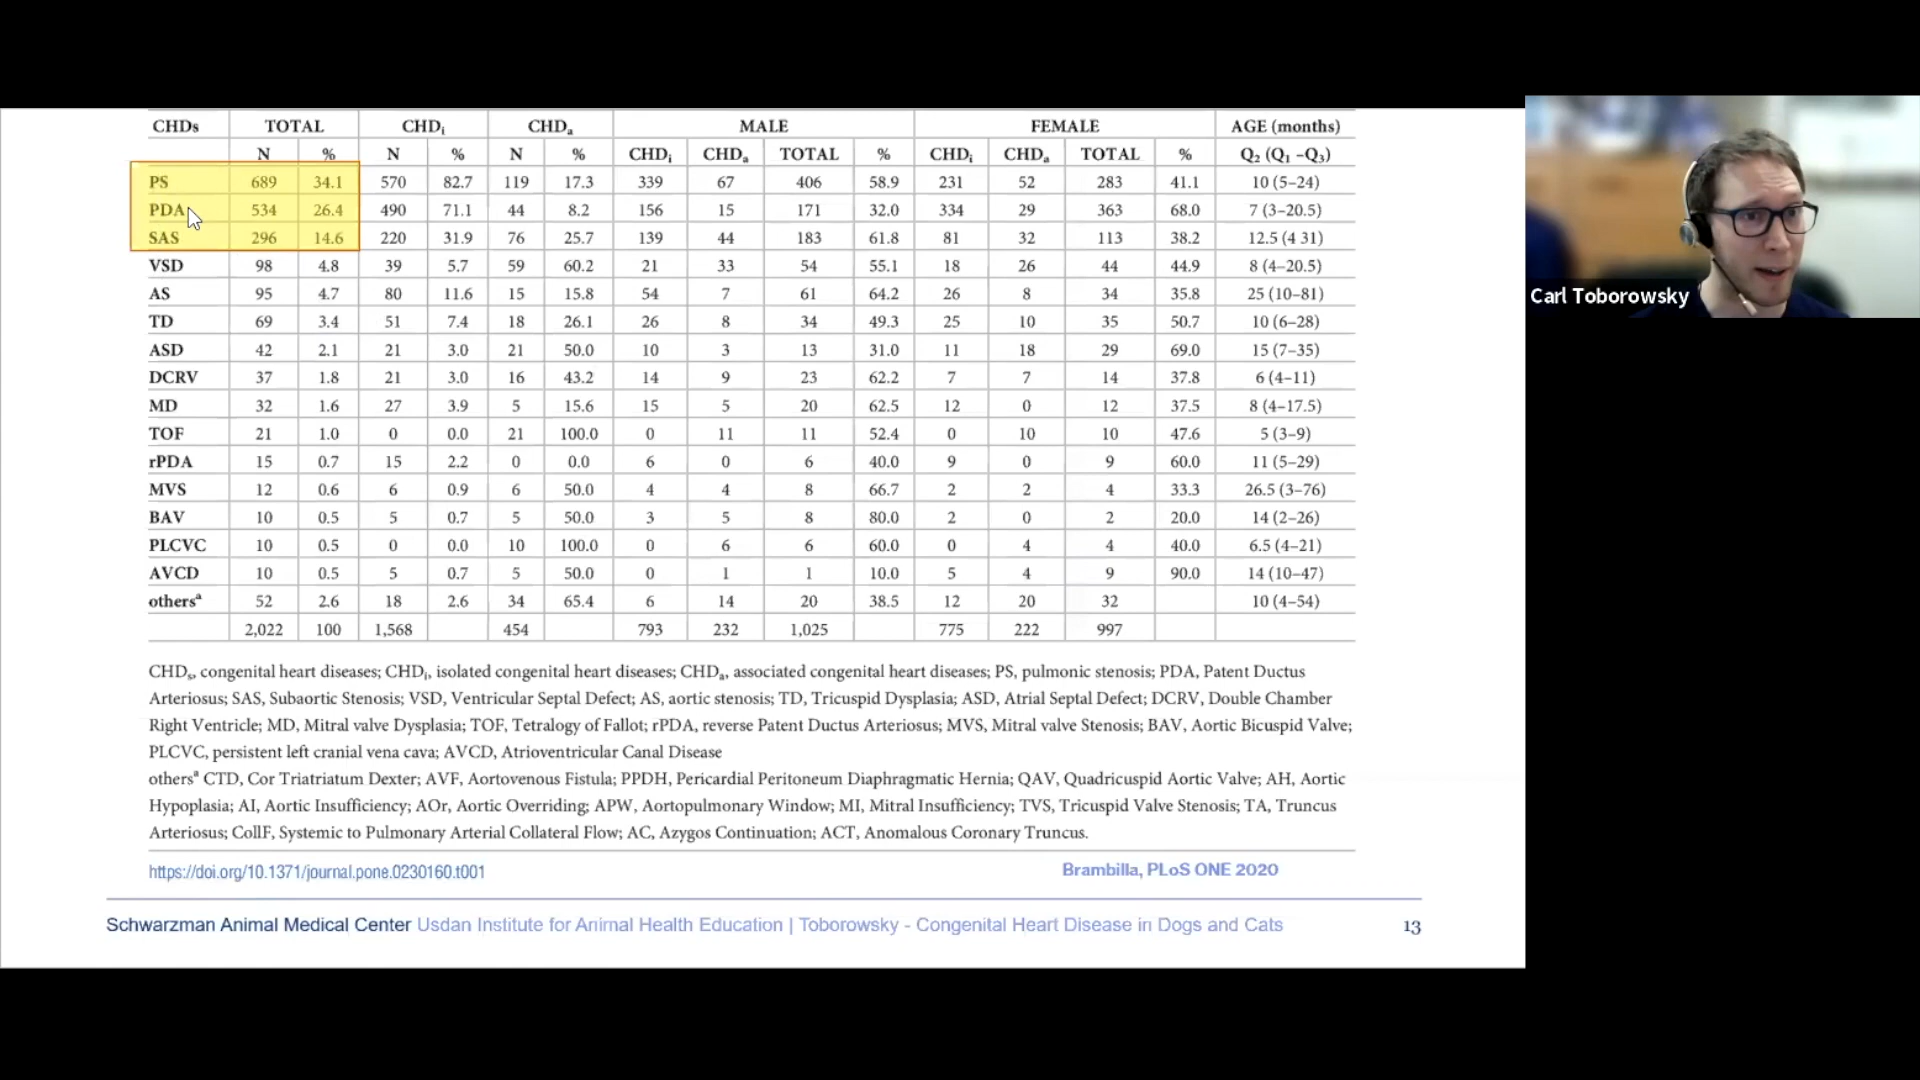 CHDs TOTAL CHDi CHDa MALE FEMALE AGE (months)
N % N % N % CHDi CHDa TOTAL % CHDi CHDa TOTAL % Q2 (Q1 –Q3)
PS 689 34.1 570 82.7 119 17.3 339 67 406 58.9 231 52 283 41.1 10 (5–24)
PDA 534 26.4 490 71.1 44 8.2 156 15 171 32.0 334 29 363 68.0 7 (3–20.5)
SAS 296 14.6 220 31.9 76 25.7 139 44 183 61.8 81 32 113 38.2 12.5 (4 31)
VSD 98 4.8 39 5.7 59 60.2 21 33 54 55.1 18 26 44 44.9 8 (4–20.5)
AS 95 4.7 80 11.6 15 15.8 54 7 61 64.2 26 8 34 35.8 25 (10–81)
TD 69 3.4 51 7.4 18 26.1 26 8 34 49.3 25 10 35 50.7 10 (6–28)
ASD 42 2.1 21 3.0 21 50.0 10 3 13 31.0 11 18 29 69.0 15 (7–35)
DCRV 37 1.8 21 3.0 16 43.2 14 9 23 62.2 7 7 14 37.8 6 (4–11)
MD 32 1.6 27 3.9 5 15.6 15 5 20 62.5 12 0 12 37.5 8 (4–17.5)
TOF 21 1.0 0 0.0 21 100.0 0 11 11 52.4 0 10 10 47.6 5 (3–9)
rPDA 15 0.7 15 2.2 0 0.0 6 0 6 40.0 9 0 9 60.0 11 (5–29)
MVS 12 0.6 6 0.9 6 50.0 4 4 8 66.7 2 2 4 33.3 26.5 (3–76)
BAV 10 0.5 5 0.7 5 50.0 3 5 8 80.0 2 0 2 20.0 14 (2–26)
PLCVC 10 0.5 0 0.0 10 100.0 0 6 6 60.0 0 4 4 40.0 6.5 (4–21)
AVCD 10 0.5 5 0.7 5 50.0 0 1 1 10.0 5 4 9 90.0 14 (10–47)
othersa 52 2.6 18 2.6 34 65.4 6 14 20 38.5 12 20 32 10 (4–54)
2,022 100 1,568 454 793 232 1,025 775 222 997
CHDs, congenital heart diseases; CHDi, isolated congenital heart diseases; CHDa, associated congenital heart diseases; PS, pulmonic stenosis; PDA, Patent Ductus
Arteriosus; SAS, Subaortic Stenosis; VSD, Ventricular Septal Defect; AS, aortic stenosis; TD, Tricuspid Dysplasia; ASD, Atrial Septal Defect; DCRV, Double Chamber
Right Ventricle; MD, Mitral valve Dysplasia; TOF, Tetralogy of Fallot; rPDA, reverse Patent Ductus Arteriosus; MVS, Mitral valve Stenosis; BAV, Aortic Bicuspid Valve;
PLCVC, persistent left cranial vena cava; AVCD, Atrioventricular Canal Disease
othersa CTD, Cor Triatriatum Dexter; AVF, Aortovenous Fistula; PPDH, Pericardial Peritoneum Diaphragmatic Hernia; QAV, Quadricuspid Aortic Valve; AH, Aortic
Hypoplasia; AI, Aortic Insufficiency; AOr, Aortic Overriding; APW, Aortopulmonary Window; MI, Mitral Insufficiency; TVS, Tricuspid Valve Stenosis; TA, Truncus
Arteriosus; CollF, Systemic to Pulmonary Arterial Collateral Flow; AC, Azygos Continuation; ACT, Anomalous Coronary Truncus.
https://doi.org/10.1371/journal.pone.0230160.t001
Brambilla, PLoS ONE 2020
Schwarzman Animal Medical Center Usdan Institute for Animal Health Education | Toborowsky - Congenital Heart Disease in Dogs and Cats
13
Carl Toborowsky